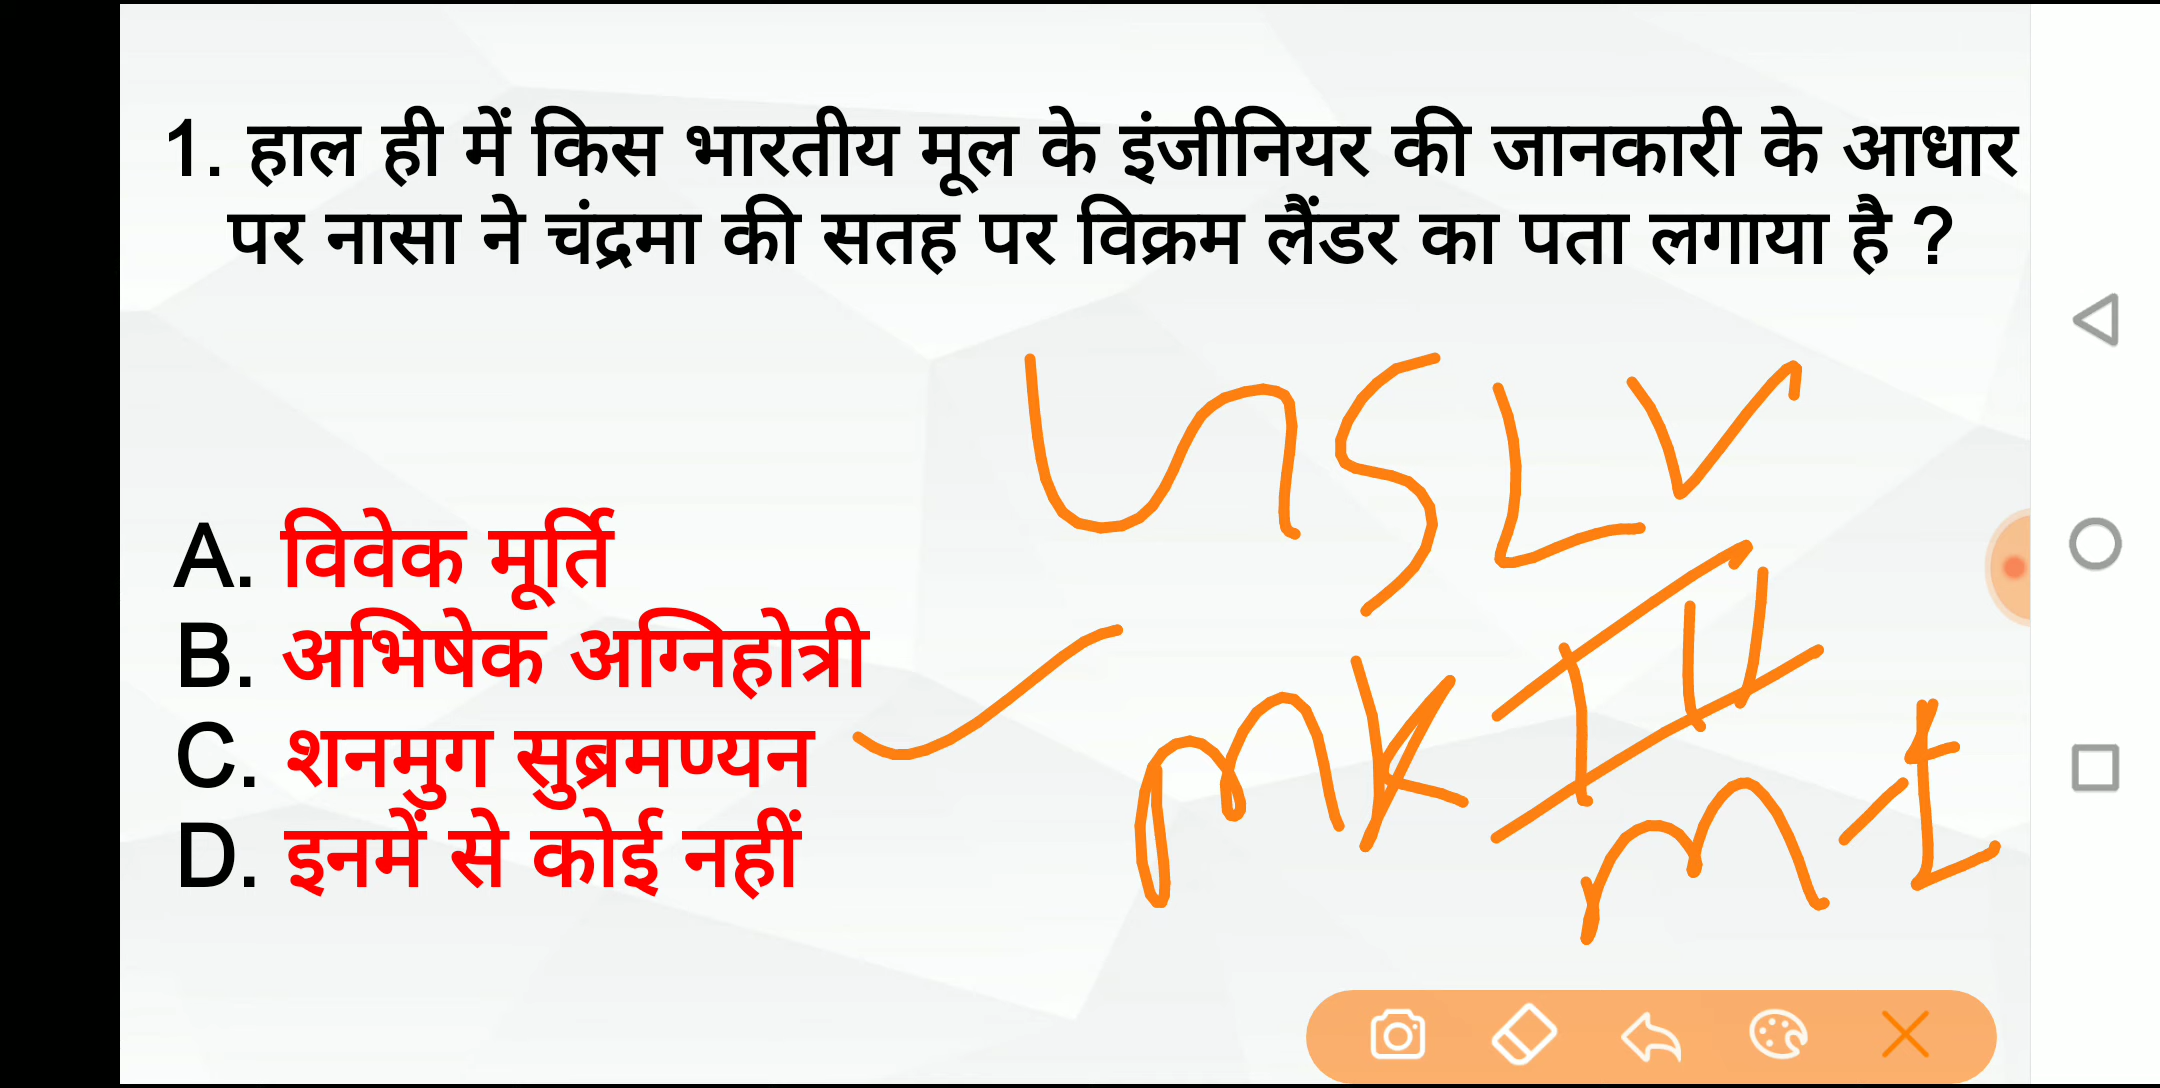 1. हाल ही में किस भारतीय मूल के इंजीनियर की जानकारी के आधार
पर नासा ने चंद्रमा की सतह पर विक्रम लैंडर का पता लगाया है ?
SLV
A. विवेक मूर्ति
B. अभिषेक अग्निहोत्री
C. शनमुग सुब्रमण्यन
mk III
D. इनमें से कोई नहीं
m-1